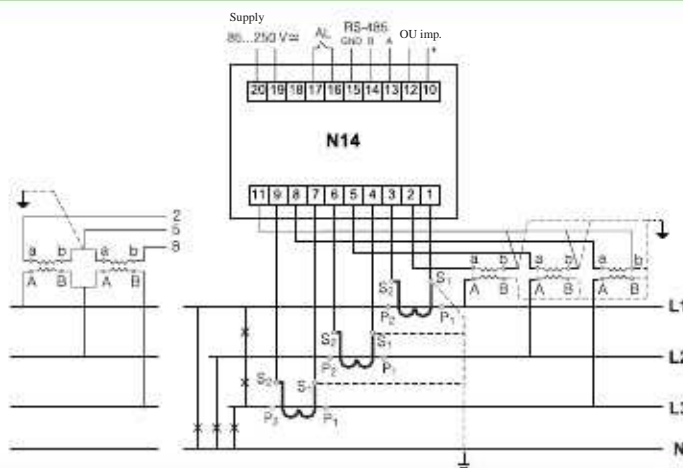 Supply
85...250 V
AL
RS-485
GND B A
OU imp.
+
20 19 18 17 16 15 14 13 12 10
N14
11 9 8 7 6 5 4 3 2 1
2
5
8
a b a b
A B A B
a b a b a b
A B A B A B
S2 S1
P2 P1
L1
S2 S1
P2 P1
L2
S2
P2 P1
L3
N